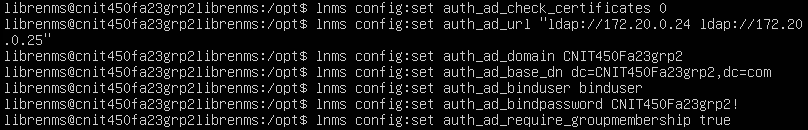 librenms@cnit450fa23grp2librenms:/opt$ lnms config:set auth_ad_check_certificates 0
librenms@cnit450fa23grp2librenms:/opt$ lnms config:set auth_ad_url "ldap://172.20.0.24 ldap://172.20
.0.25"
librenms@cnit450fa23grp2librenms:/opt$ lnms config:set auth_ad_domain CNIT450Fa23grp2
librenms@cnit450fa23grp2librenms:/opt$ lnms config:set auth_ad_base_dn dc=CNIT450Fa23grp2,dc=com
librenms@cnit450fa23grp2librenms:/opt$ lnms config:set auth_ad_binduser binduser
librenms@cnit450fa23grp2librenms:/opt$ lnms config:set auth_ad_bindpassword CNIT450Fa23grp2!
librenms@cnit450fa23grp2librenms:/opt$ lnms config:set auth_ad_require_groupmembership true